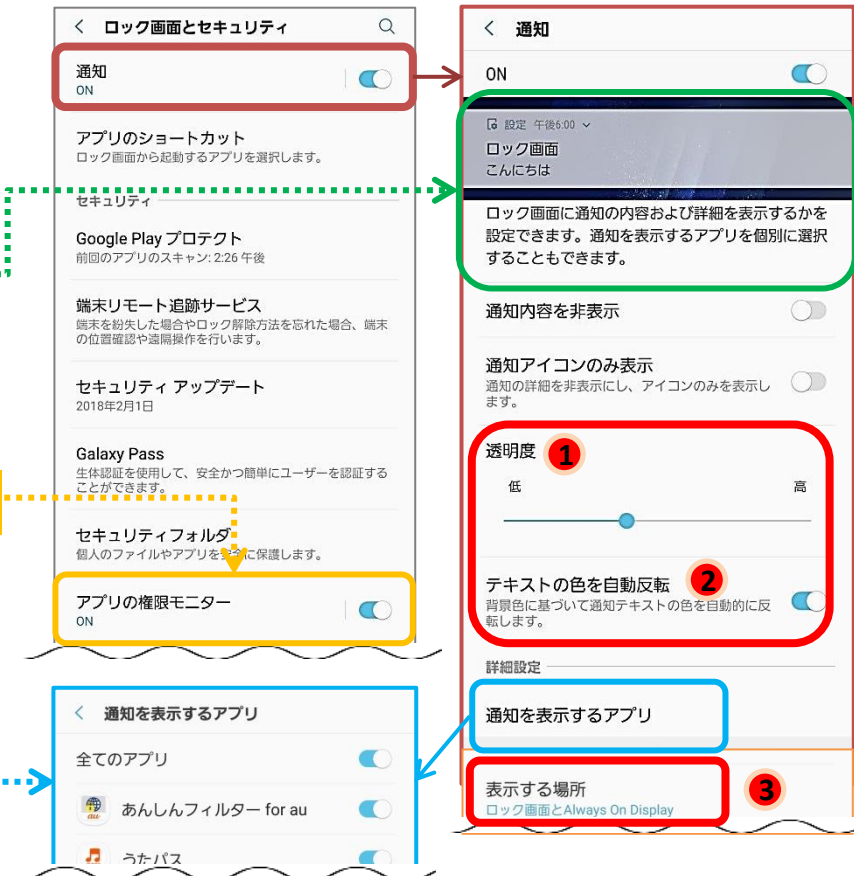 ロック画面とセキュリティ
通知
ON
アプリのショートカット
ロック画面から起動するアプリを選択します。
セキュリティ
Google Play プロテクト
前回のアプリのスキャン: 2:26 午後
端末リモート追跡サービス
端末を紛失した場合やロック解除方法を忘れた場合、端末
の位置確認や遠隔操作を行います。
セキュリティ アップデート
2018年2月1日
Galaxy Pass
生体認証を使用して、安全かつ簡単にユーザーを認証する
ことができます。
セキュリティフォルダ
個人のファイルやアプリを安全に保護します。
アプリの権限モニター
ON
通知
ON
設定 午後6:00
ロック画面
こんにちは
ロック画面に通知の内容および詳細を表示するかを
設定できます。通知を表示するアプリを個別に選択
することもできます。
通知内容を非表示
通知アイコンのみ表示
通知の詳細を非表示にし、アイコンのみを表示し
ます。
透明度 1
低 高
テキストの色を自動反転 2
背景色に基づいて通知テキストの色を自動的に反
転します。
詳細設定
通知を表示するアプリ
表示する場所 3
ロック画面とAlways On Display
通知を表示するアプリ
全てのアプリ
au あんしんフィルター for au
うたパス